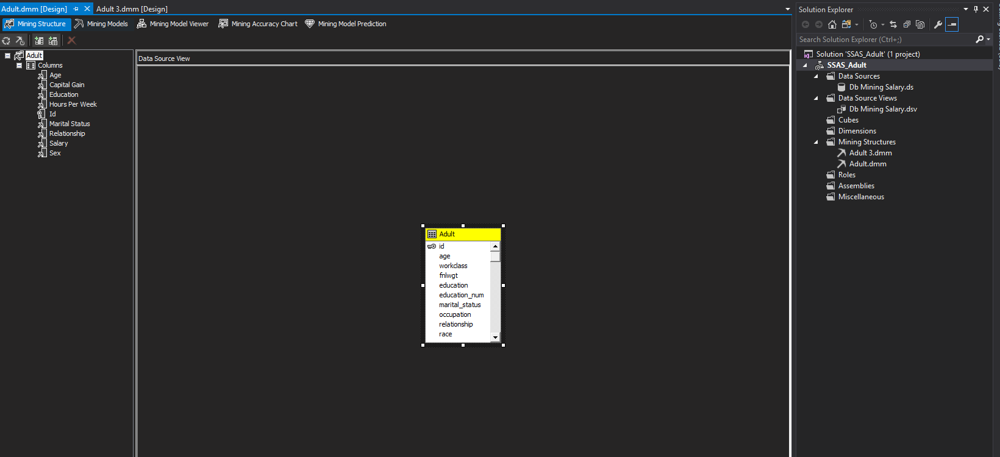 Adult.dmm [Design]
Adult 3.dmm [Design]
Mining Structure
Mining Models
Mining Model Viewer
Mining Accuracy Chart
Mining Model Prediction
Adult
Columns
Age
Capital Gain
Education
Hours Per Week
Id
Marital Status
Relationship
Salary
Sex
Data Source View
Adult
id
age
workclass
fnlwgt
education
education_num
marital_status
occupation
relationship
race
Solution Explorer
Search Solution Explorer (Ctrl+;)
Solution 'SSAS_Adult' (1 project)
SSAS_Adult
Data Sources
Db Mining Salary.ds
Data Source Views
Db Mining Salary.dsv
Cubes
Dimensions
Mining Structures
Adult 3.dmm
Adult.dmm
Roles
Assemblies
Miscellaneous